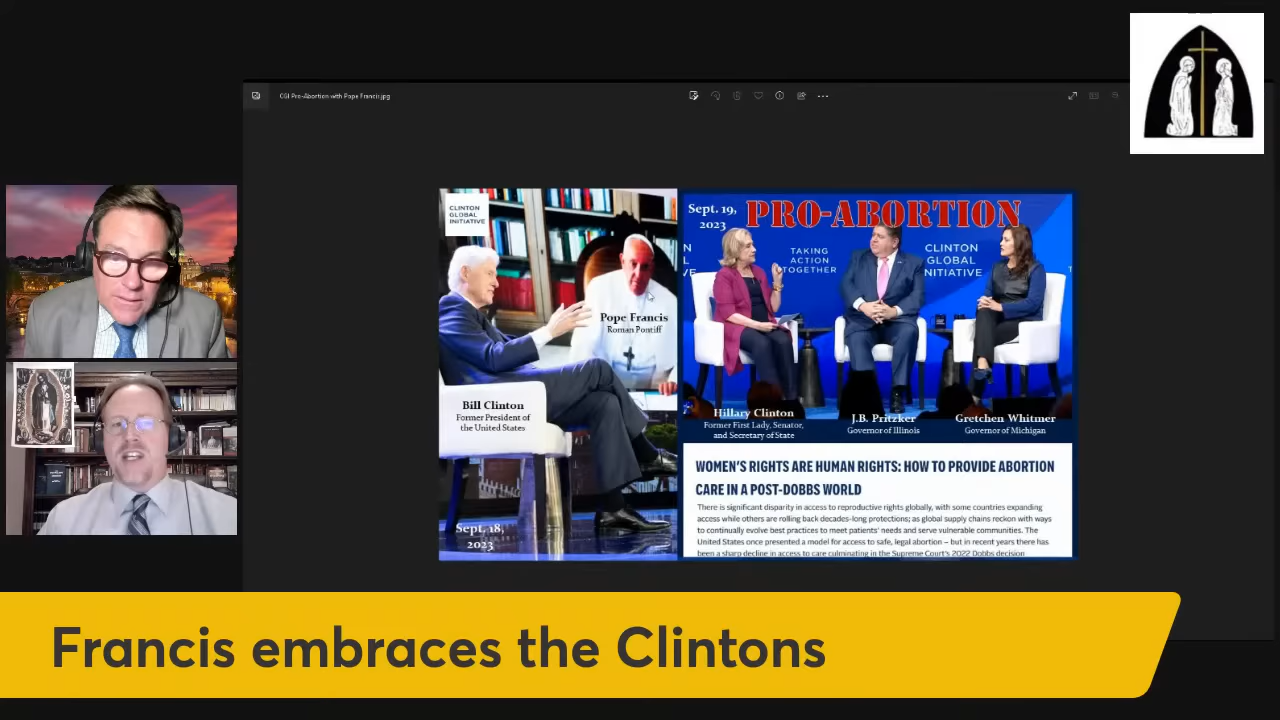 CGI Pro-Abortion with Pope Francis.jpg
CLINTON
GLOBAL
INITIATIVE
Pope Francis
Roman Pontiff
Bill Clinton
Former President of
the United States
Sept. 18,
2023
Sept. 19,
2023
PRO-ABORTION
TAKING
ACTION
TOGETHER
CLINTON
GLOBAL
INITIATIVE
Hillary Clinton
Former First Lady, Senator,
and Secretary of State
J.B. Pritzker
Governor of Illinois
Gretchen Whitmer
Governor of Michigan
WOMEN'S RIGHTS ARE HUMAN RIGHTS: HOW TO PROVIDE ABORTION
CARE IN A POST-DOBBS WORLD
There is significant disparity in access to reproductive rights globally, with some countries expanding
access while others are rolling back decades-long protections; as global supply chains reckon with ways
to continually evolve best practices to meet patients' needs and serve vulnerable communities. The
United States once presented a model for access to safe, legal abortion – but in recent years there has
been a sharp decline in access to care culminating in the Supreme Court's 2022 Dobbs decision
Francis embraces the Clintons